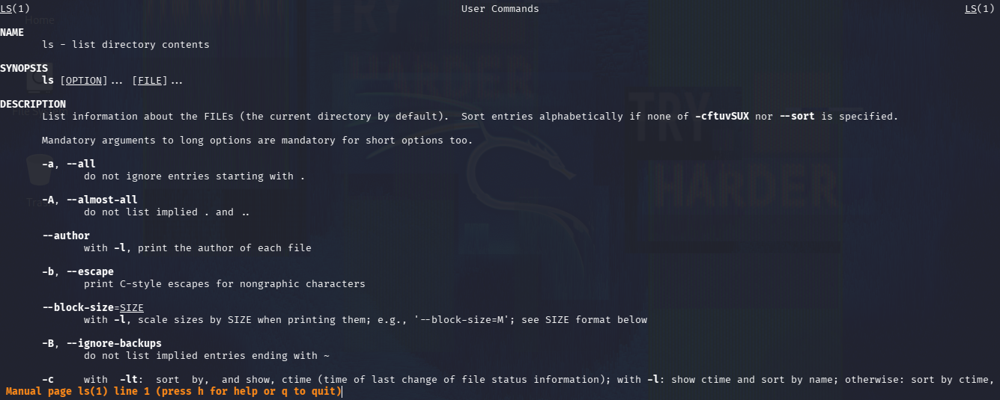 LS(1) User Commands LS(1)
NAME
ls - list directory contents
SYNOPSIS
ls [OPTION]... [FILE]...
DESCRIPTION
List information about the FILEs (the current directory by default).  Sort entries alphabetically if none of -cftuvSUX nor --sort is specified.
Mandatory arguments to long options are mandatory for short options too.
-a, --all
do not ignore entries starting with .
-A, --almost-all
do not list implied . and ..
--author
with -l, print the author of each file
-b, --escape
print C-style escapes for nongraphic characters
--block-size=SIZE
with -l, scale sizes by SIZE when printing them; e.g., '--block-size=M'; see SIZE format below
-B, --ignore-backups
do not list implied entries ending with ~
-c     with  -lt:  sort  by,  and show, ctime (time of last change of file status information); with -l: show ctime and sort by name; otherwise: sort by ctime,
Manual page ls(1) line 1 (press h for help or q to quit)
Home
TRY
HARDER
TRY
HARDER